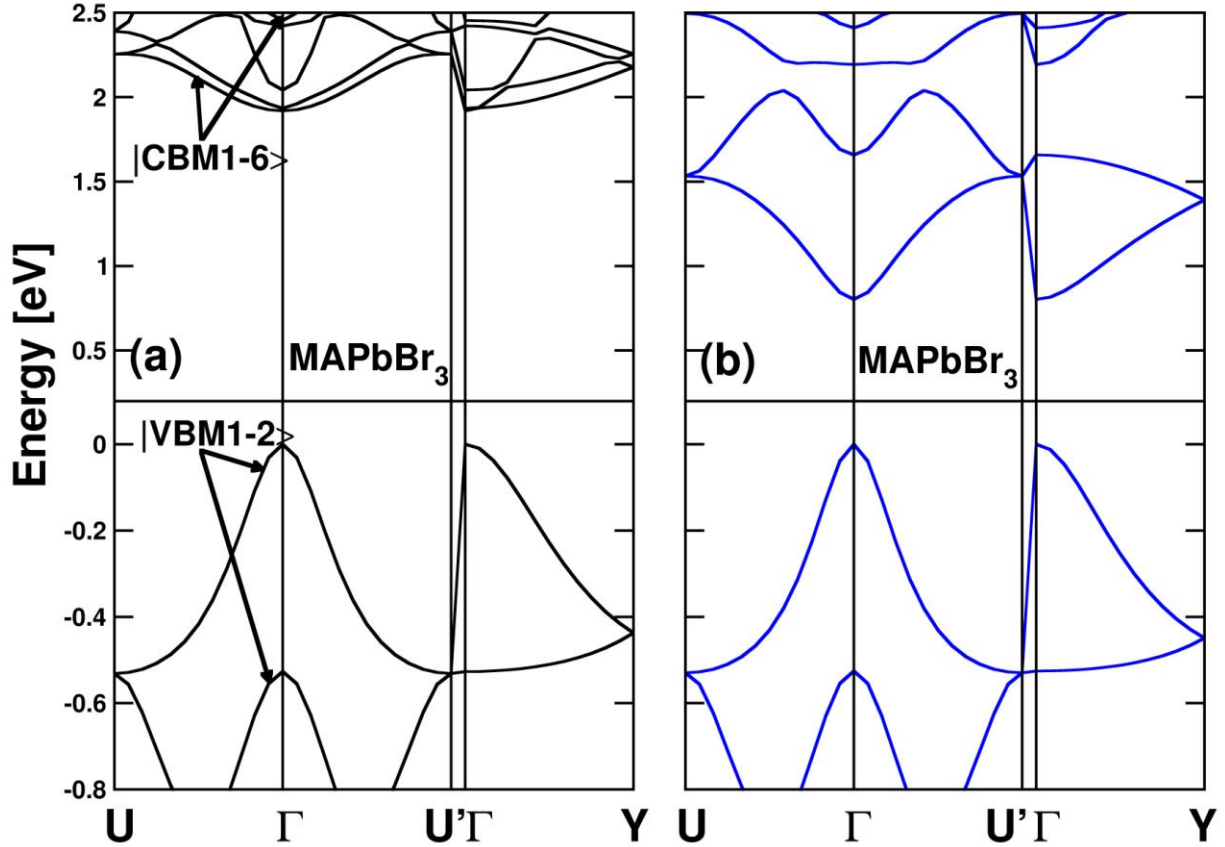 Energy [eV]
2.5
2
1.5
1
0.5
0
-0.2
-0.4
-0.6
-0.8
|CBM1-6>
(a)
MAPbBr3
|VBM1-2>
U
Γ
U'
Γ
Y
(b)
MAPbBr3
U
Γ
U'
Γ
Y